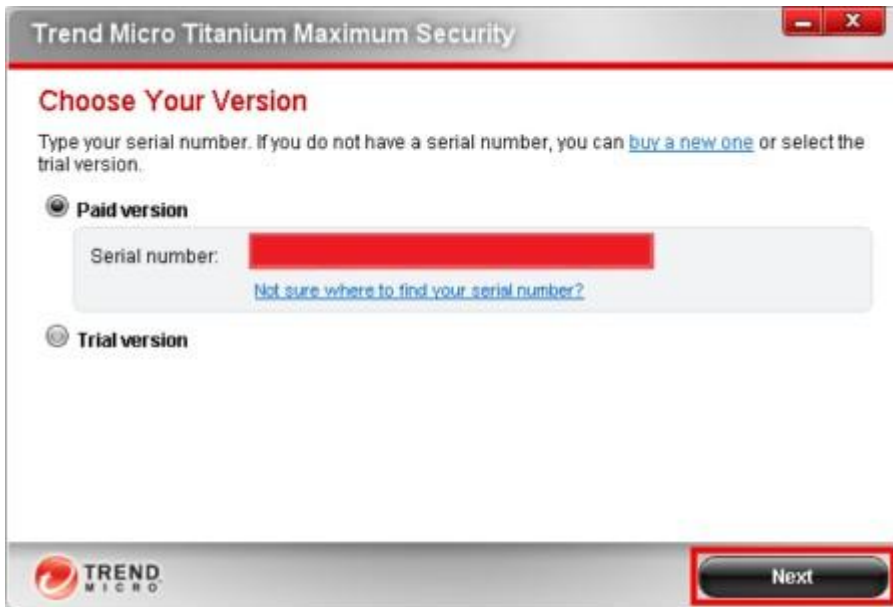 Trend Micro Titanium Maximum Security
Choose Your Version
Type your serial number. If you do not have a serial number, you can buy a new one or select the
trial version.
Paid version
Serial number:
Not sure where to find your serial number?
Trial version
TREND
MICRO
Next